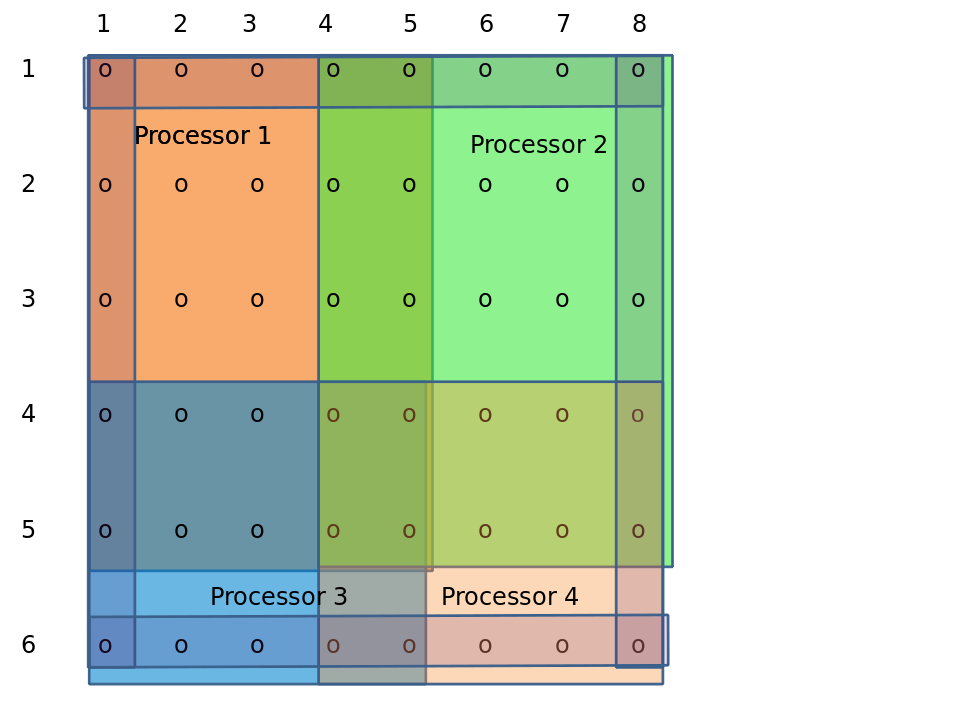 1 2 3 4 5 6 7 8
1 o o o o o o o o
Processor 1 Processor 2
2 o o o o o o o o
3 o o o o o o o o
4 o o o o o o o o
5 o o o o o o o o
Processor 3 Processor 4
6 o o o o o o o o